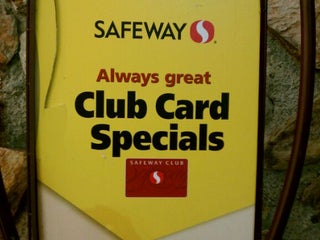 SAFEWAY
Always great
Club Card
Specials
SAFEWAY CLUB